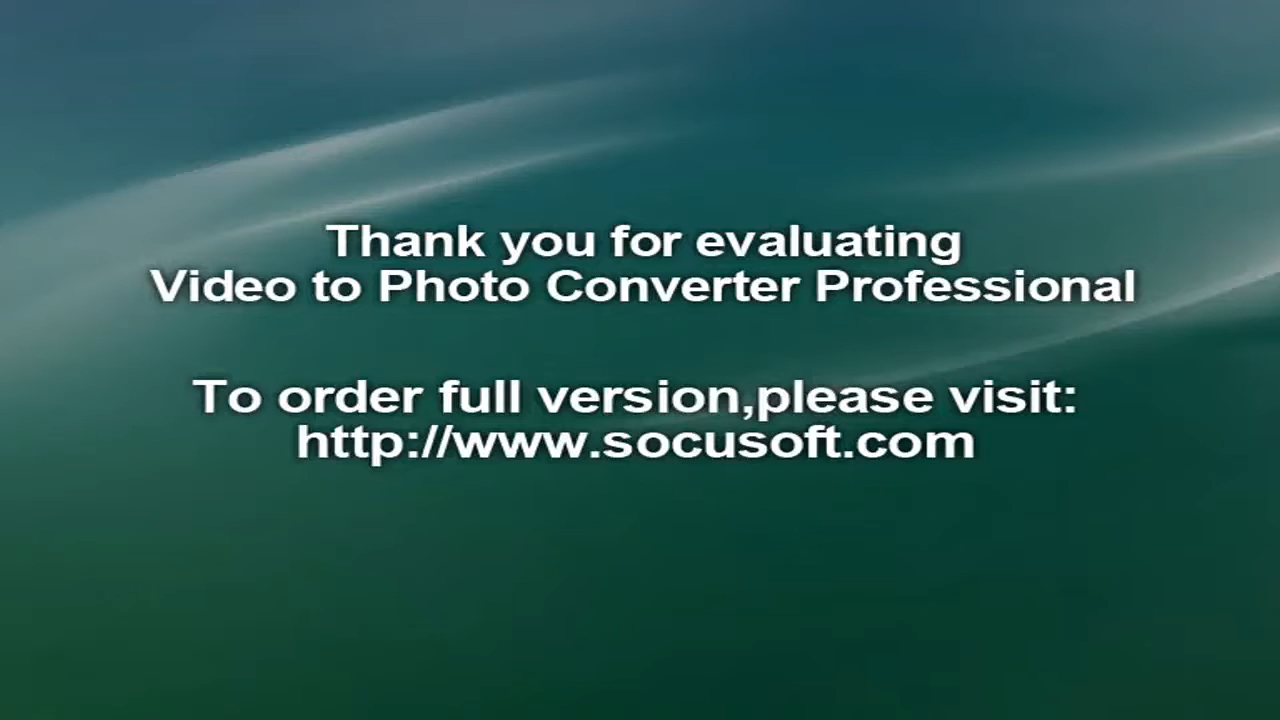 Thank you for evaluating
Video to Photo Converter Professional
To order full version,please visit:
http://www.socusoft.com